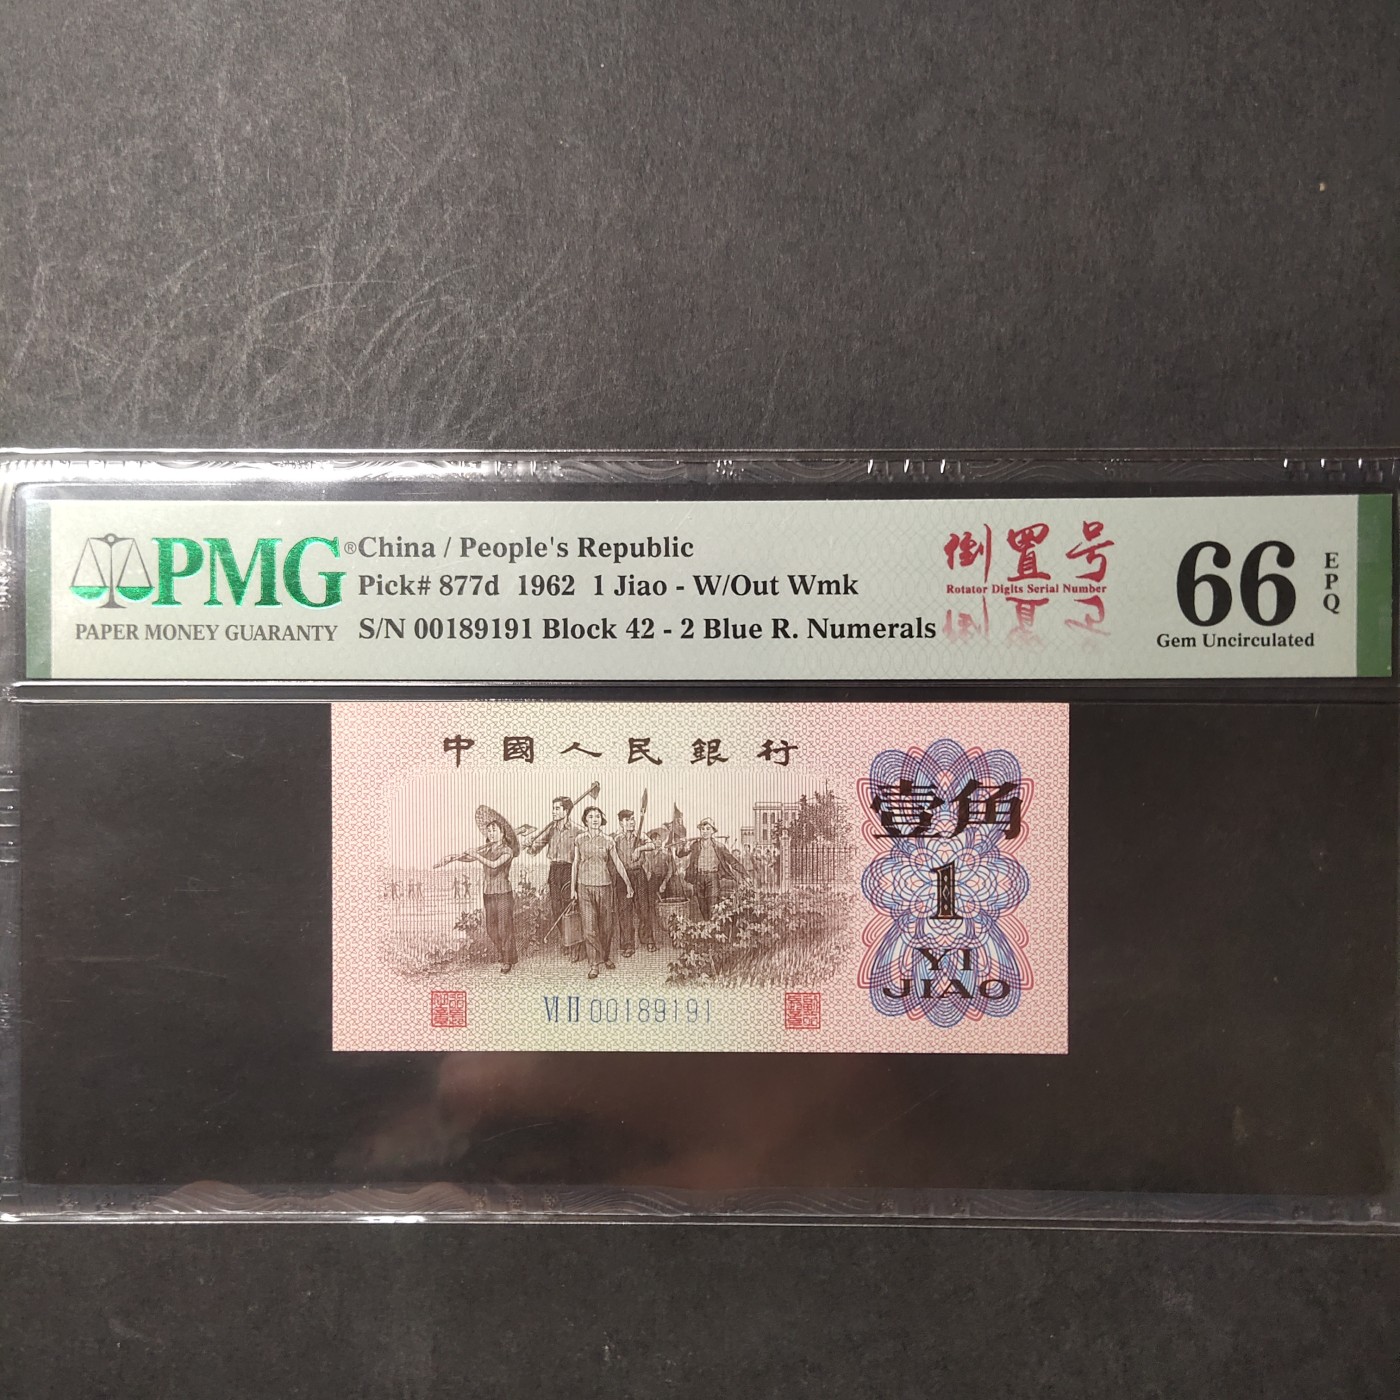 PMG®
PAPER MONEY GUARANTY
China / People's Republic
Pick# 877d 1962 1 Jiao - W/Out Wmk
S/N 00189191 Block 42 - 2 Blue R. Numerals
倒置号
Rotator Digits Serial Number
66
EPQ
Gem Uncirculated
中國人民銀行
壹角
1
YI
JIAO
VI II 00189191